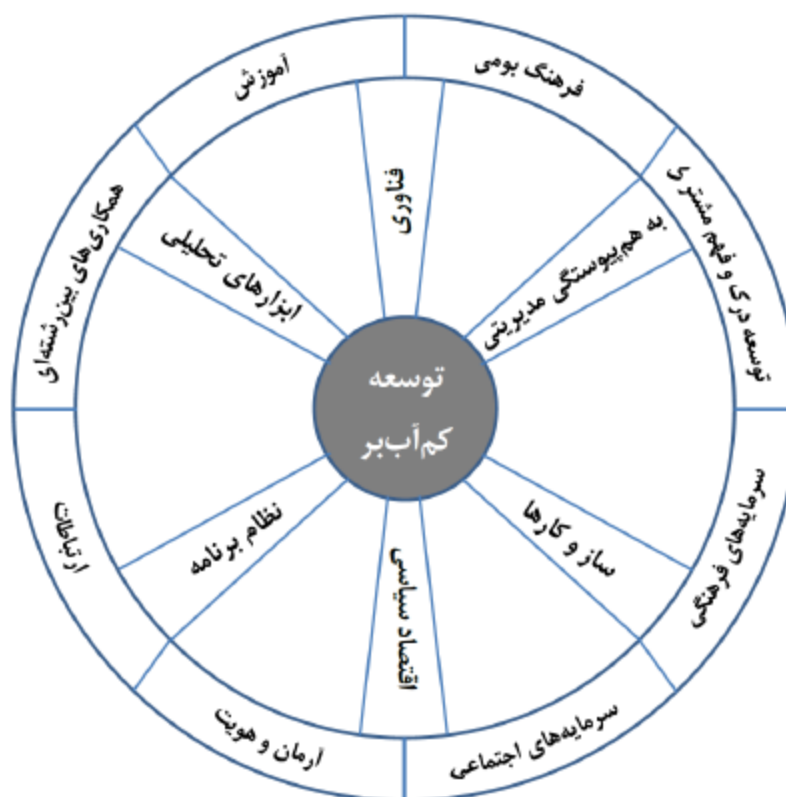 فرهنگ بومی
توسعه درک و فهم مشتری
سرمایه‌های فرهنگی
سرمایه‌های اجتماعی
آرمان و هویت
ارتباطات
همکاری‌های بین‌رشته‌ای
آموزش
فناوری
به هم‌پیوستگی مدیریتی
ساز و کارها
اقتصاد سیاسی
نظام برنامه
ابزارهای تحلیلی
توسعه
کم‌آب‌بر